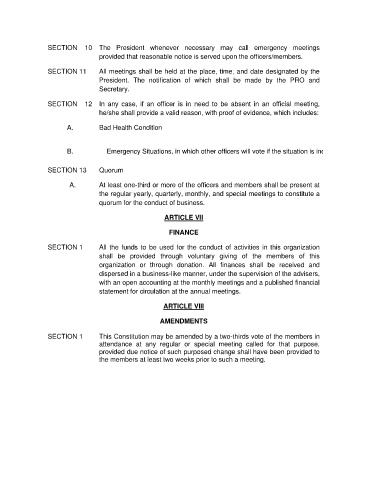 SECTION 10 The President whenever necessary may call emergency meetings
provided that reasonable notice is served upon the officers/members.
SECTION 11 All meetings shall be held at the place, time, and date designated by the
President. The notification of which shall be made by the PRO and
Secretary.
SECTION 12 In any case, if an officer is in need to be absent in an official meeting,
he/she shall provide a valid reason, with proof of evidence, which includes:
A. Bad Health Condition
B. Emergency Situations, in which other officers will vote if the situation is
SECTION 13 Quorum
A. At least one-third or more of the officers and members shall be present at
the regular yearly, quarterly, monthly, and special meetings to constitute a
quorum for the conduct of business.
ARTICLE VII
FINANCE
SECTION 1 All the funds to be used for the conduct of activities in this organization
shall be provided through voluntary giving of the members of this
organization or through donation. All finances shall be received and
dispersed in a business-like manner, under the supervision of the advisers,
with an open accounting at the monthly meetings and a published financial
statement for circulation at the annual meetings.
ARTICLE VIII
AMENDMENTS
SECTION 1 This Constitution may be amended by a two-thirds vote of the members in
attendance at any regular or special meeting called for that purpose,
provided due notice of such purposed change shall have been provided to
the members at least two weeks prior to such a meeting.